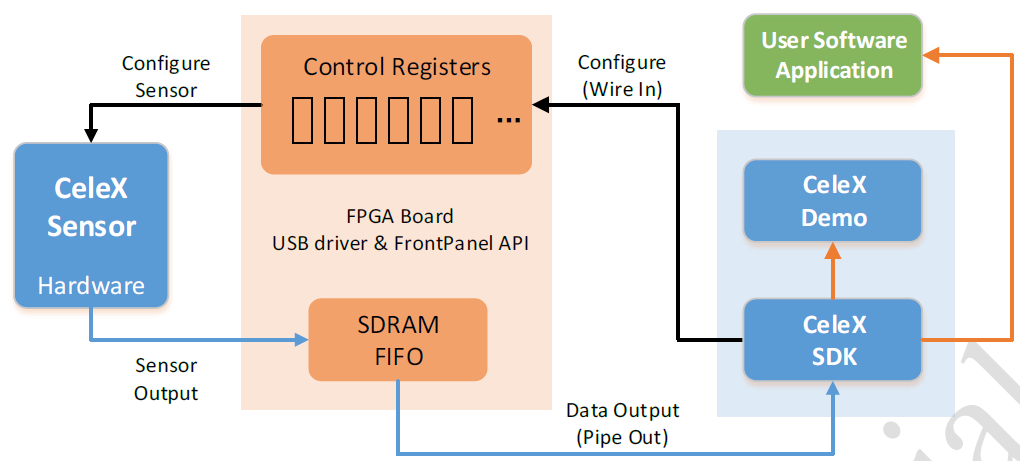 Configure
Sensor
Control Registers
...
Configure
(Wire In)
User Software
Application
CeleX
Sensor
Hardware
FPGA Board
USB driver & FrontPanel API
CeleX
Demo
SDRAM
FIFO
CeleX
SDK
Sensor
Output
Data Output
(Pipe Out)